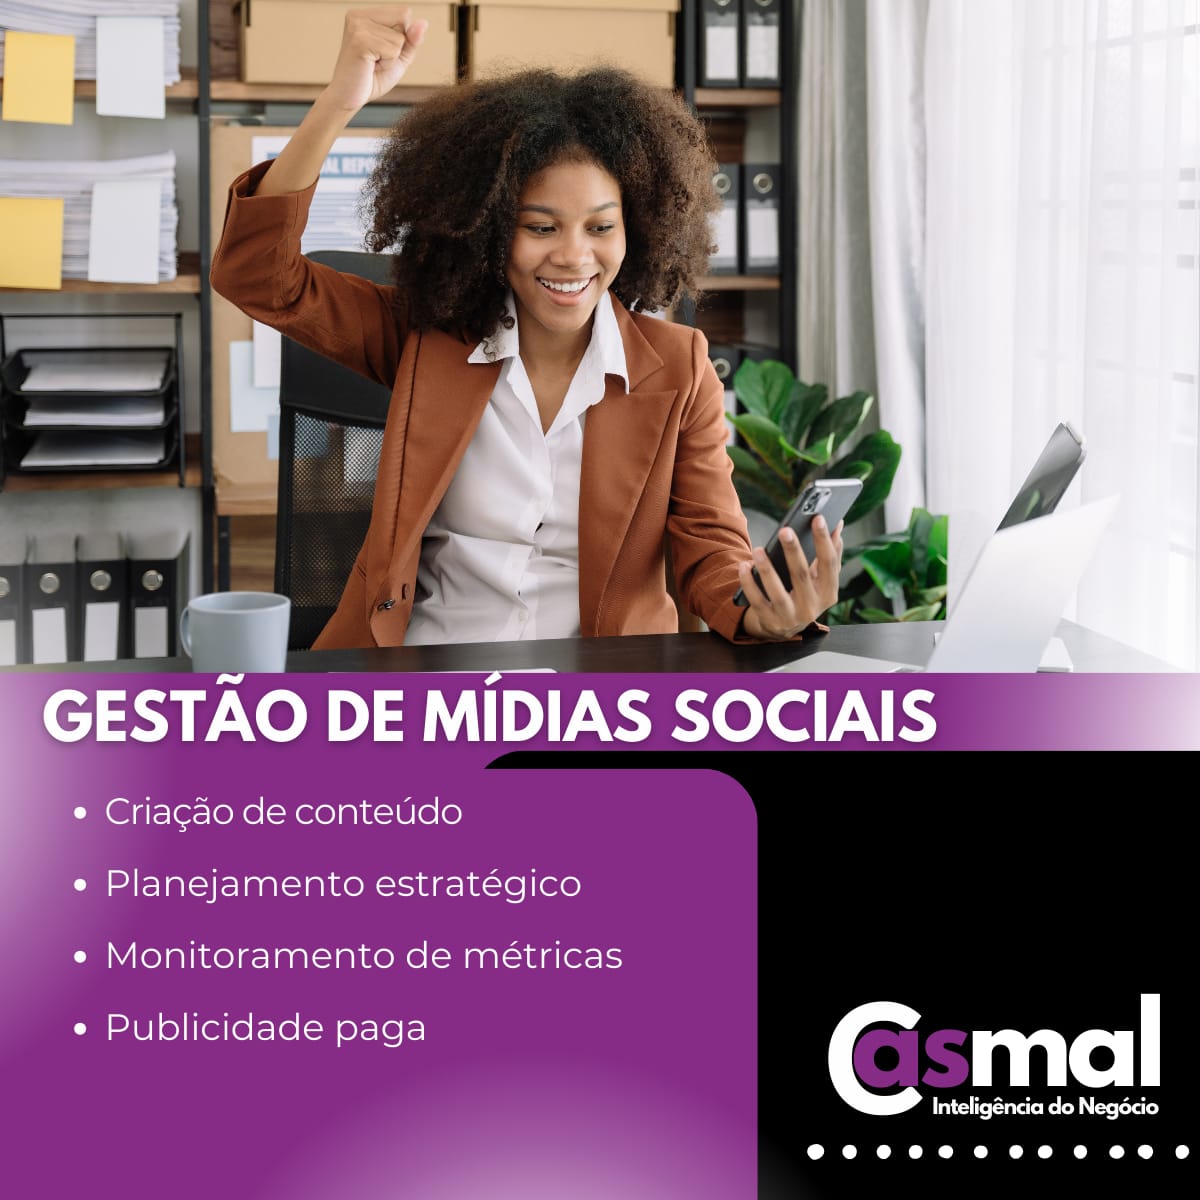 GESTÃO DE MÍDIAS SOCIAIS
• Criação de conteúdo
• Planejamento estratégico
• Monitoramento de métricas
• Publicidade paga
Casmal
Inteligência do Negócio